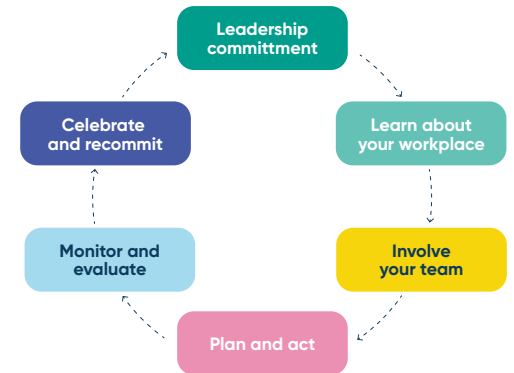 Leadership
committment
Learn about
your workplace
Involve
your team
Plan and act
Monitor and
evaluate
Celebrate
and recommit